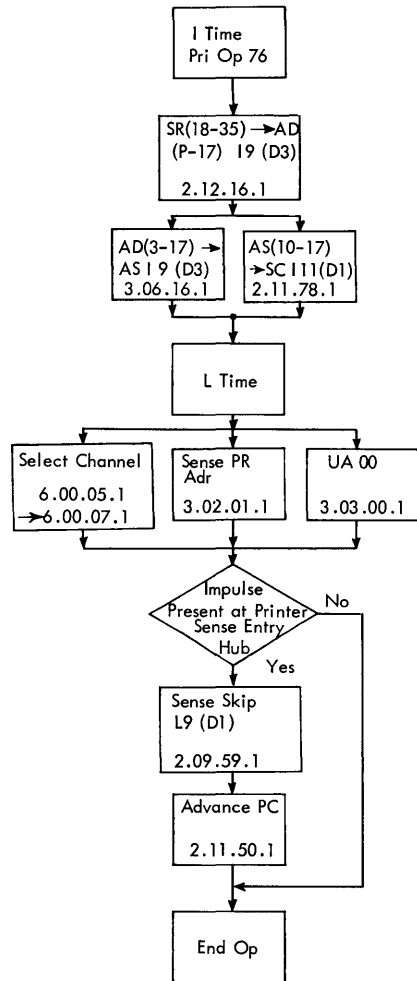 I Time
Pri Op 76
SR(18-35)→AD
(P-17) I9 (D3)
2.12.16.1
AD(3-17) →
AS I 9 (D3)
3.06.16.1
AS(10-17)
→SC I11(D1)
2.11.78.1
L Time
Select Channel
6.00.05.1
→6.00.07.1
Sense PR
Adr
3.02.01.1
UA 00
3.03.00.1
Impulse
Present at Printer
Sense Entry
Hub
No
Yes
Sense Skip
L9 (D1)
2.09.59.1
Advance PC
2.11.50.1
End Op